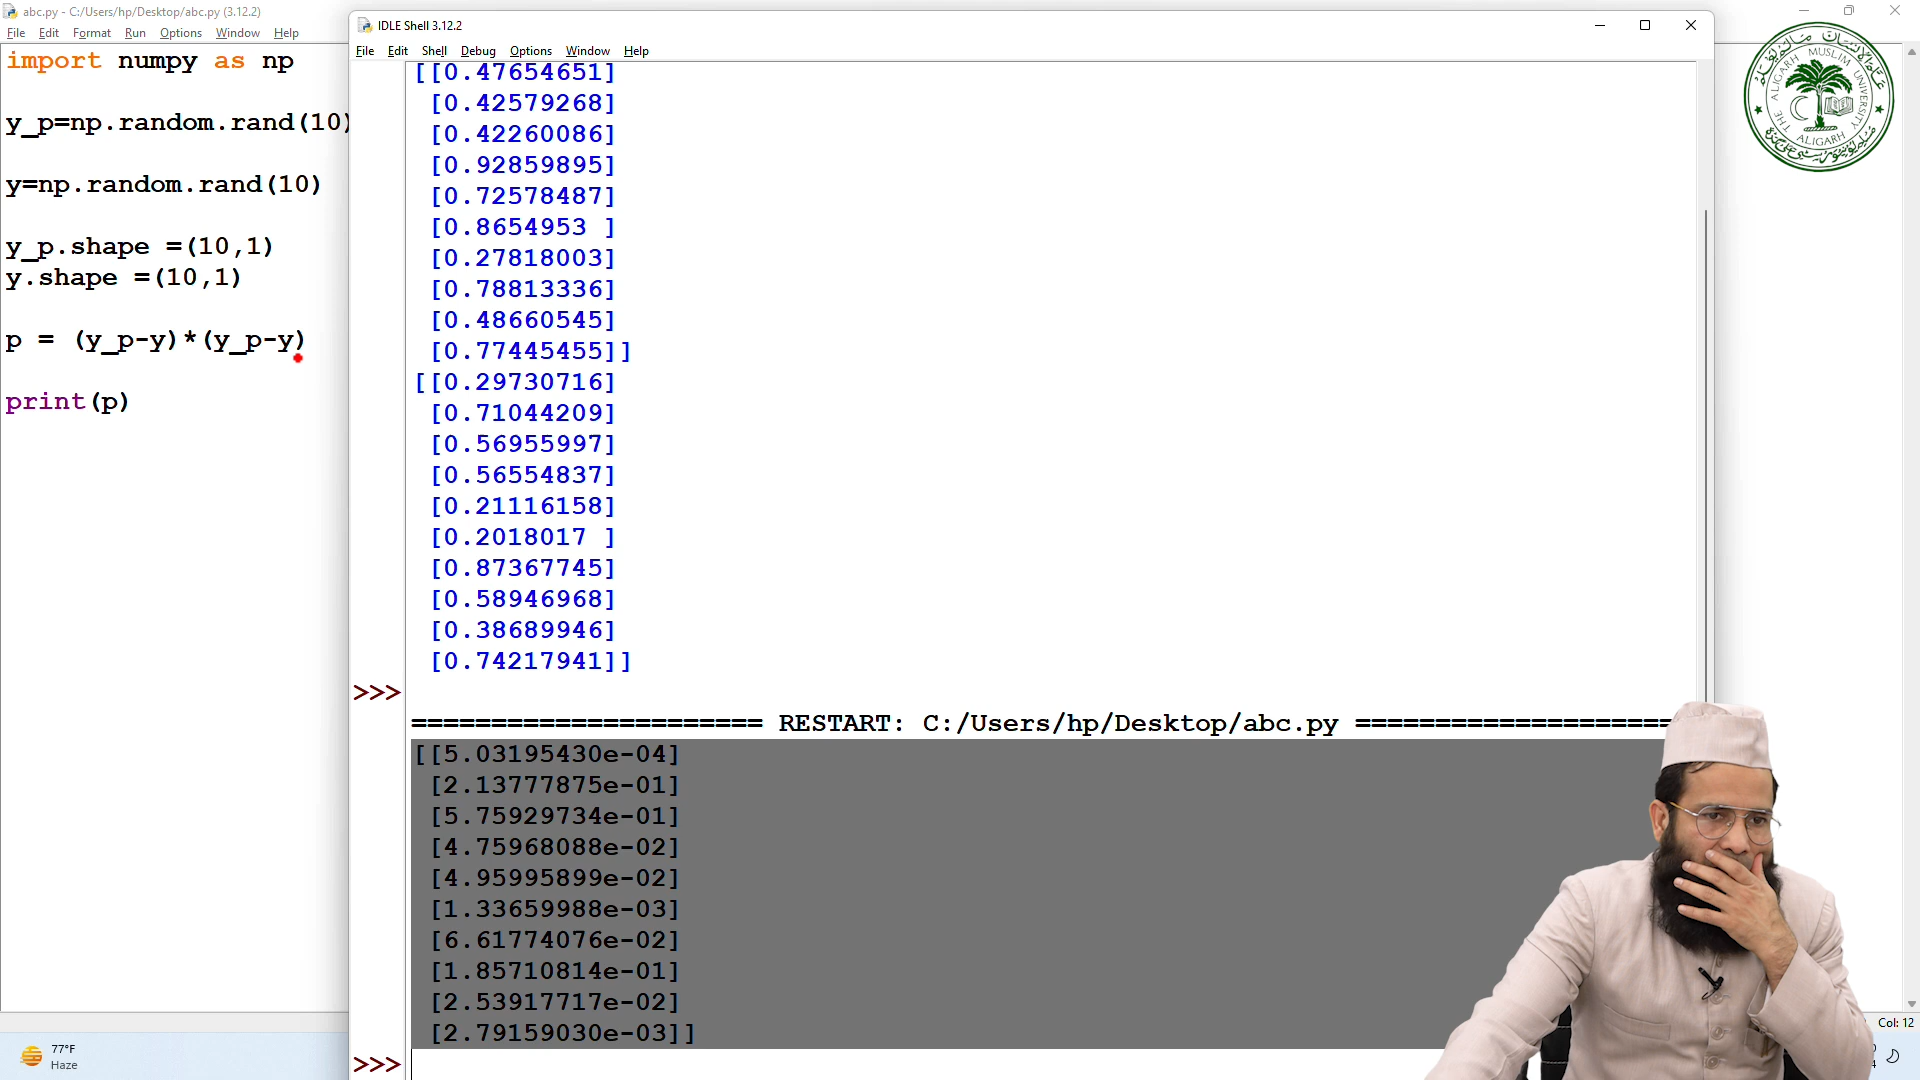 abc.py - C:/Users/hp/Desktop/abc.py (3.12.2)
File Edit Format Run Options Window Help
import numpy as np
y_p=np.random.rand(10)
y=np.random.rand(10)
y_p.shape =(10,1)
y.shape =(10,1)
p = (y_p-y)*(y_p-y)
print(p)
IDLE Shell 3.12.2
File Edit Shell Debug Options Window Help
[[0.47654651]
[0.42579268]
[0.42260086]
[0.92859895]
[0.72578487]
[0.8654953 ]
[0.27818003]
[0.78813336]
[0.48660545]
[0.77445455]]
[[0.29730716]
[0.71044209]
[0.56955997]
[0.56554837]
[0.21116158]
[0.2018017 ]
[0.87367745]
[0.58946968]
[0.38689946]
[0.74217941]]
>>>
====================== RESTART: C:/Users/hp/Desktop/abc.py ====================
[[5.03195430e-04]
[2.13777875e-01]
[5.75929734e-01]
[4.75968088e-02]
[4.95995899e-02]
[1.33659988e-03]
[6.61774076e-02]
[1.85710814e-01]
[2.53917717e-02]
[2.79159030e-03]]
>>>
THE ALIGARH MUSLIM UNIVERSITY
ALIGARH
Col: 12
77°F
Haze